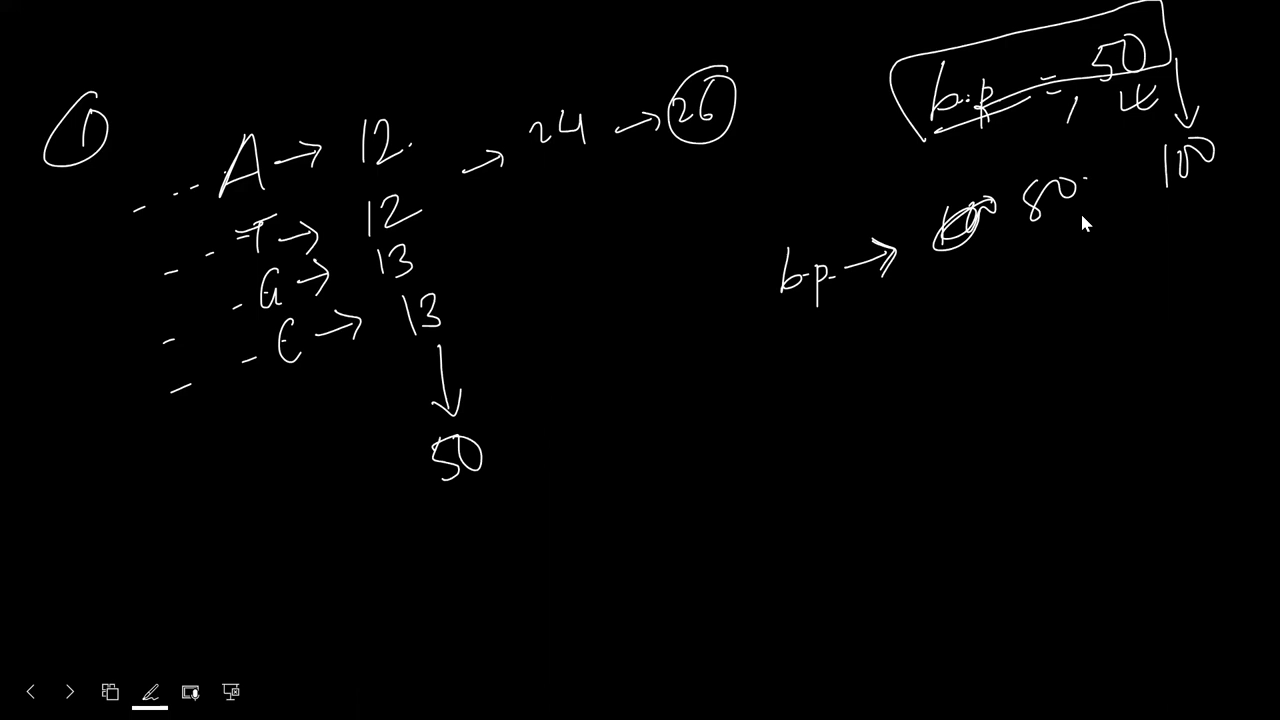 1
A → 12.
→ 24 → 26
T → 12
G → 13
C → 13
50
b.p = 50
100
b.p. → 80